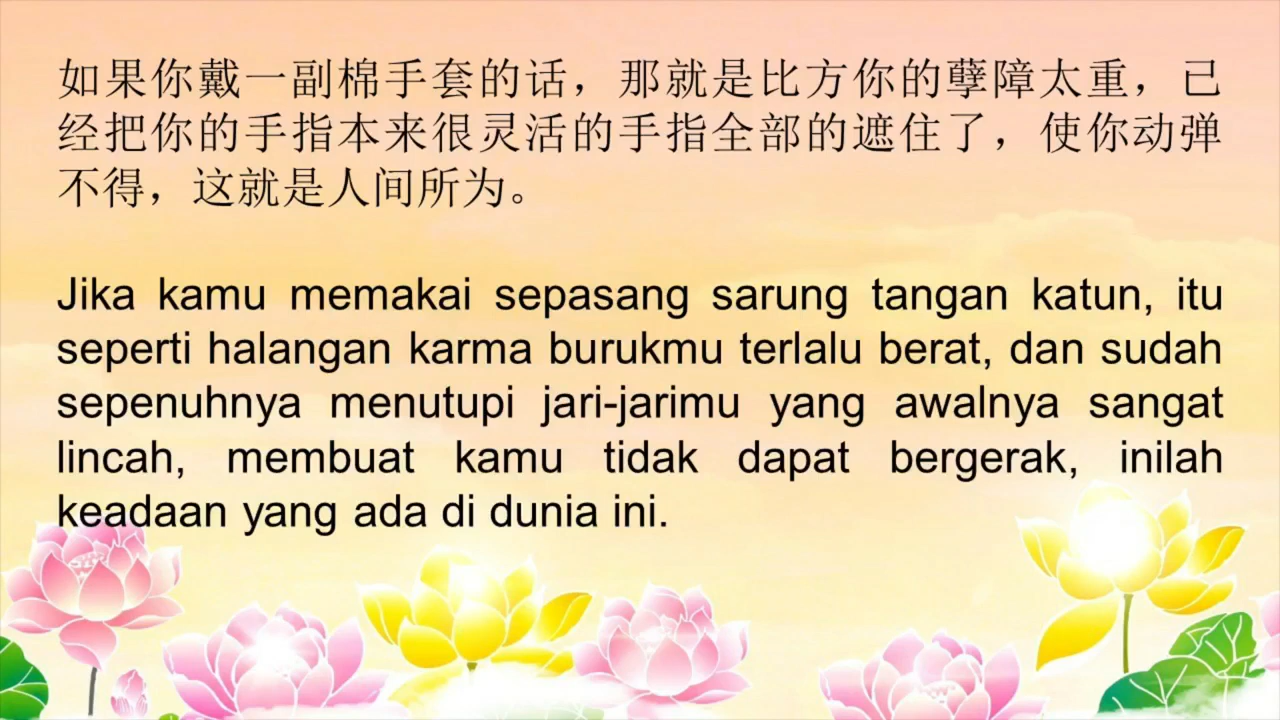 如果你戴一副棉手套的话，那就是比方你的孽障太重，已
经把你的手指本来很灵活的手指全部的遮住了，使你动弹
不得，这就是人间所为。
Jika kamu memakai sepasang sarung tangan katun, itu
seperti halangan karma burukmu terlalu berat, dan sudah
sepenuhnya menutupi jari-jarimu yang awalnya sangat
lincah, membuat kamu tidak dapat bergerak, inilah
keadaan yang ada di dunia ini.